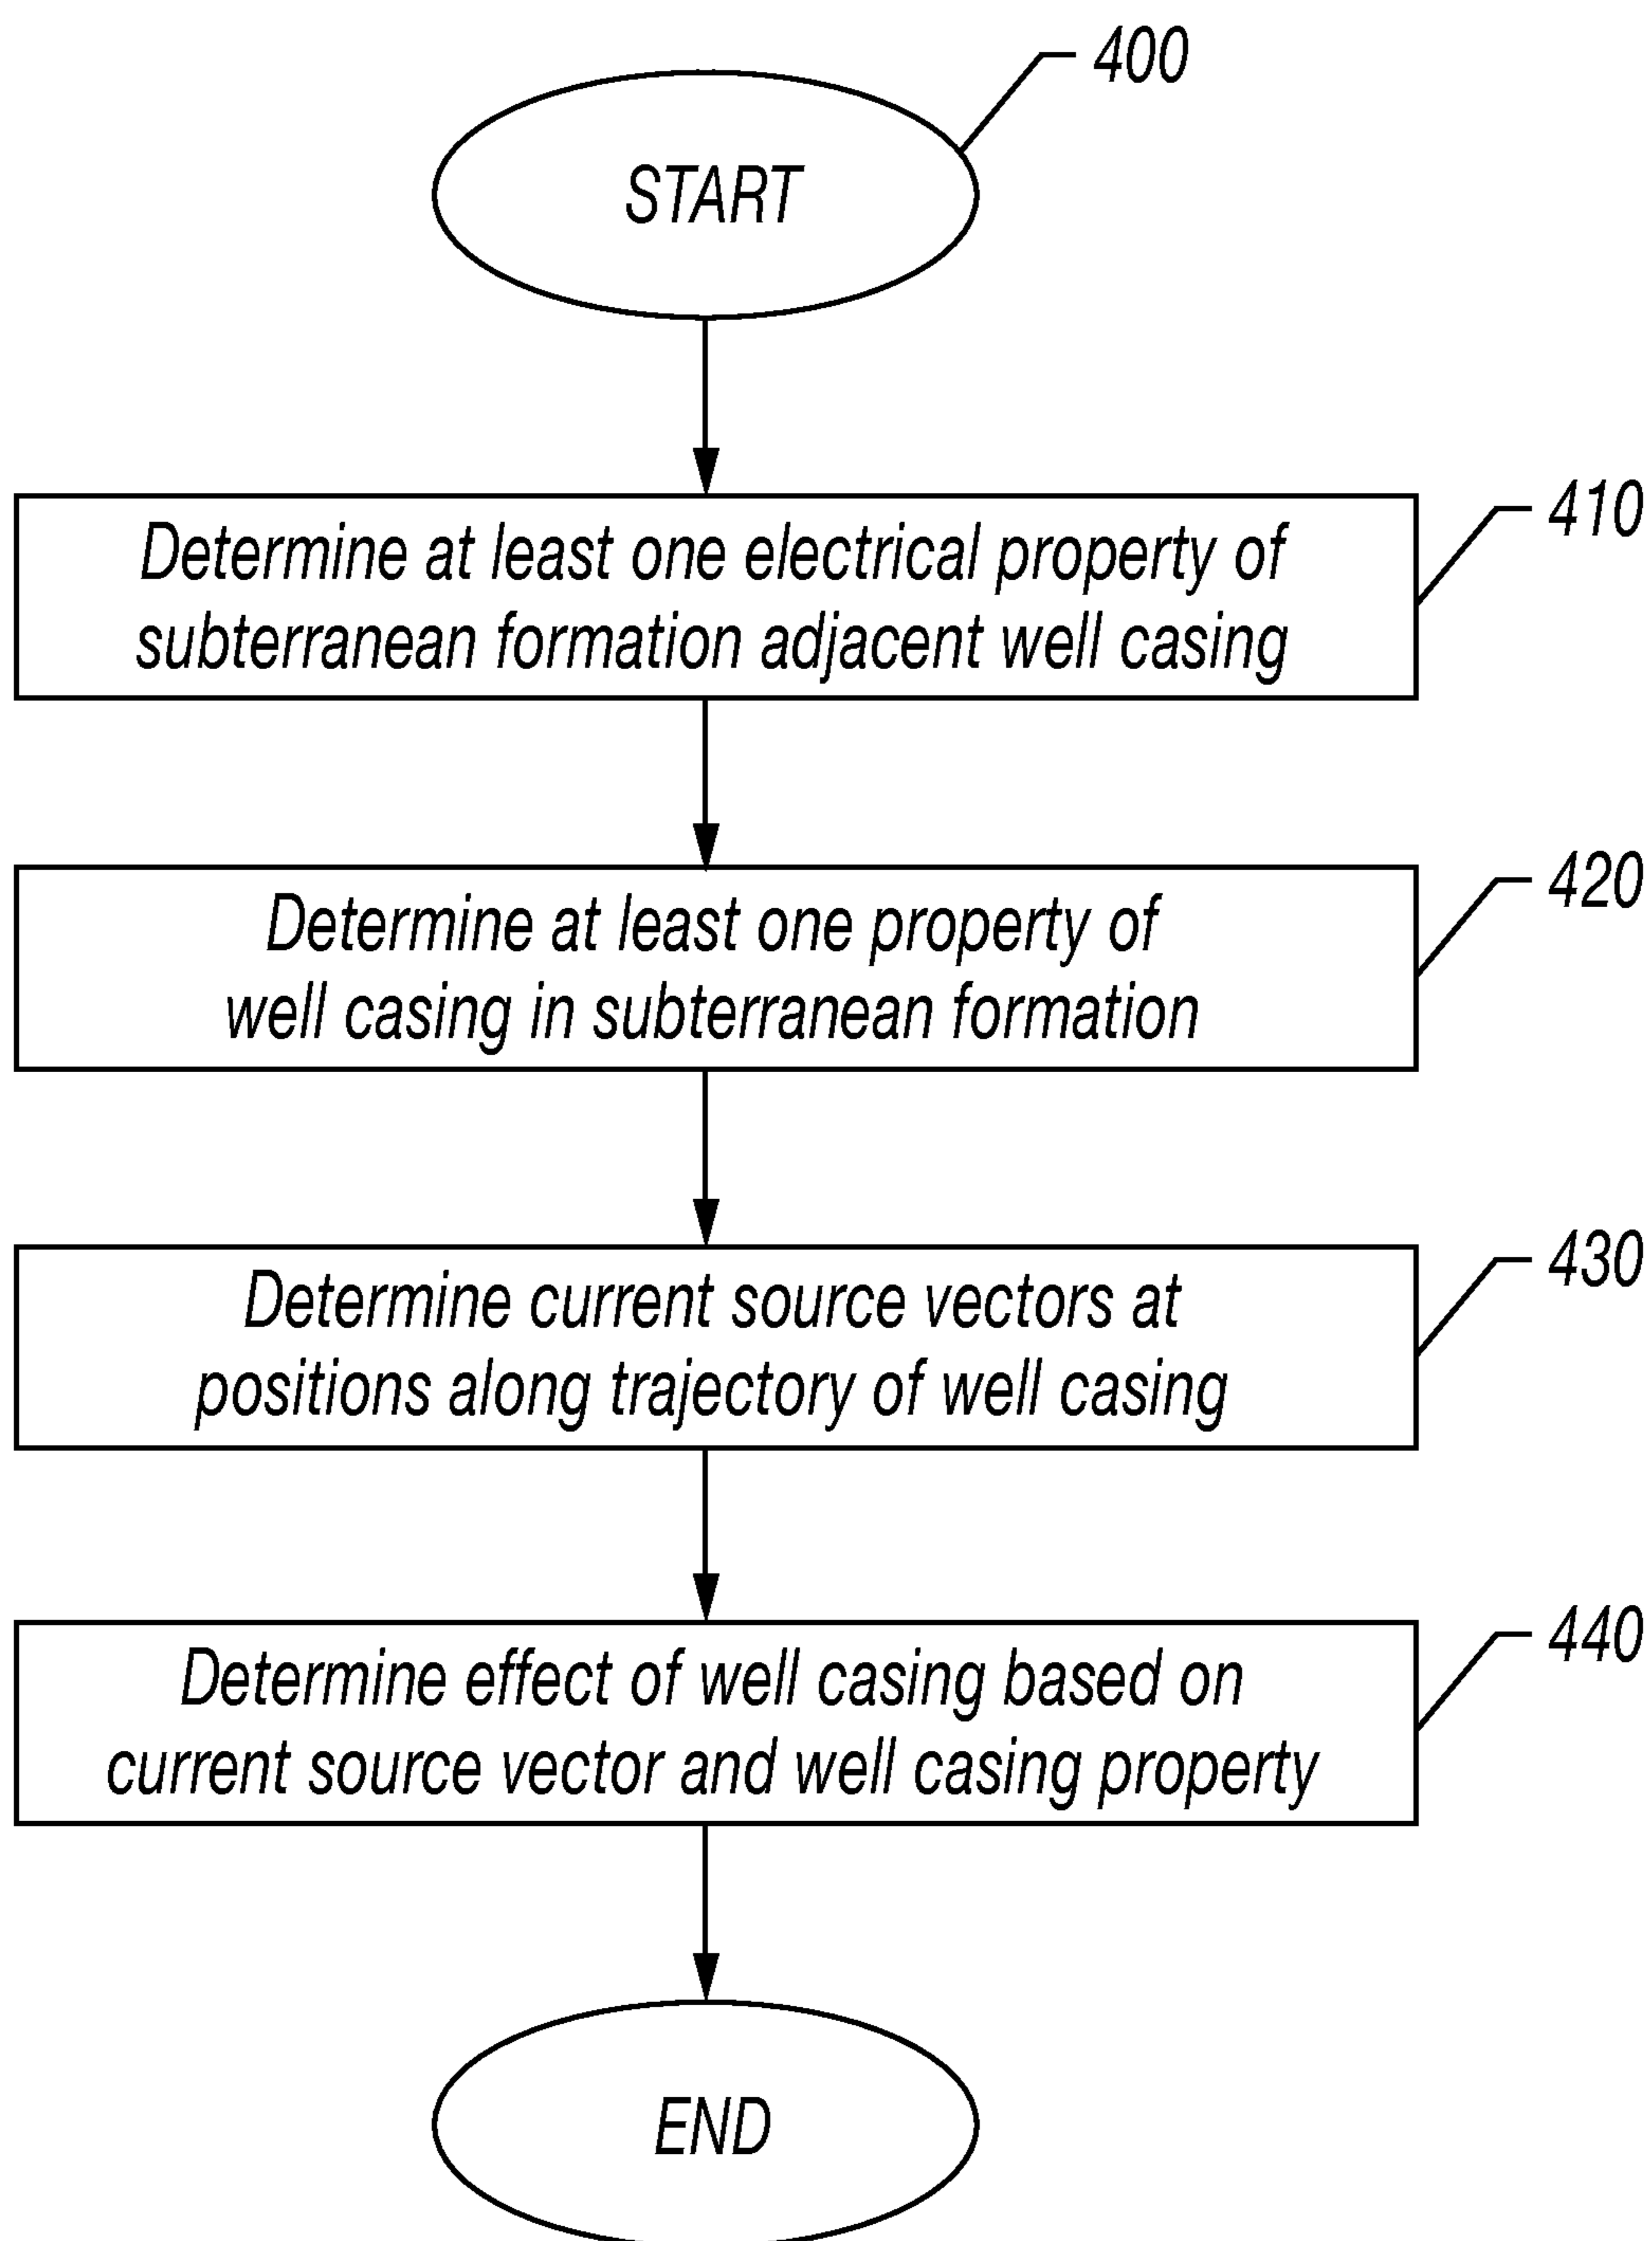 400
START
410
Determine at least one electrical property of
subterranean formation adjacent well casing
420
Determine at least one property of
well casing in subterranean formation
430
Determine current source vectors at
positions along trajectory of well casing
440
Determine effect of well casing based on
current source vector and well casing property
END